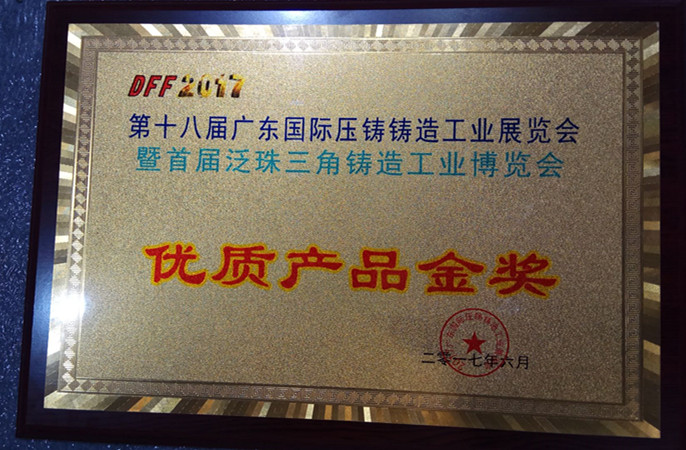 DFF 2017
第十八届广东国际压铸铸造工业展览会
暨首届泛珠三角铸造工业博览会
优质产品金奖
二零一七年六月